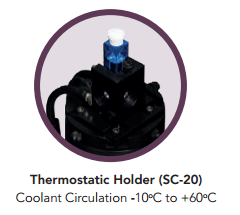 Thermostatic Holder (SC-20)
Coolant Circulation -10ºC to +60ºC